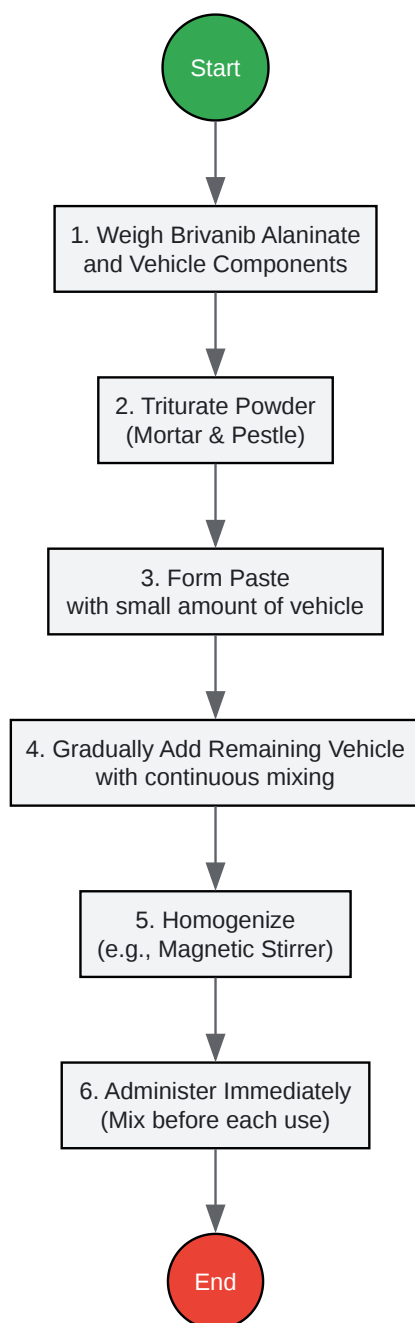 Start
1. Weigh Brivanib Alaninate
and Vehicle Components
2. Triturate Powder
(Mortar & Pestle)
3. Form Paste
with small amount of vehicle
4. Gradually Add Remaining Vehicle
with continuous mixing
5. Homogenize
(e.g., Magnetic Stirrer)
6. Administer Immediately
(Mix before each use)
End